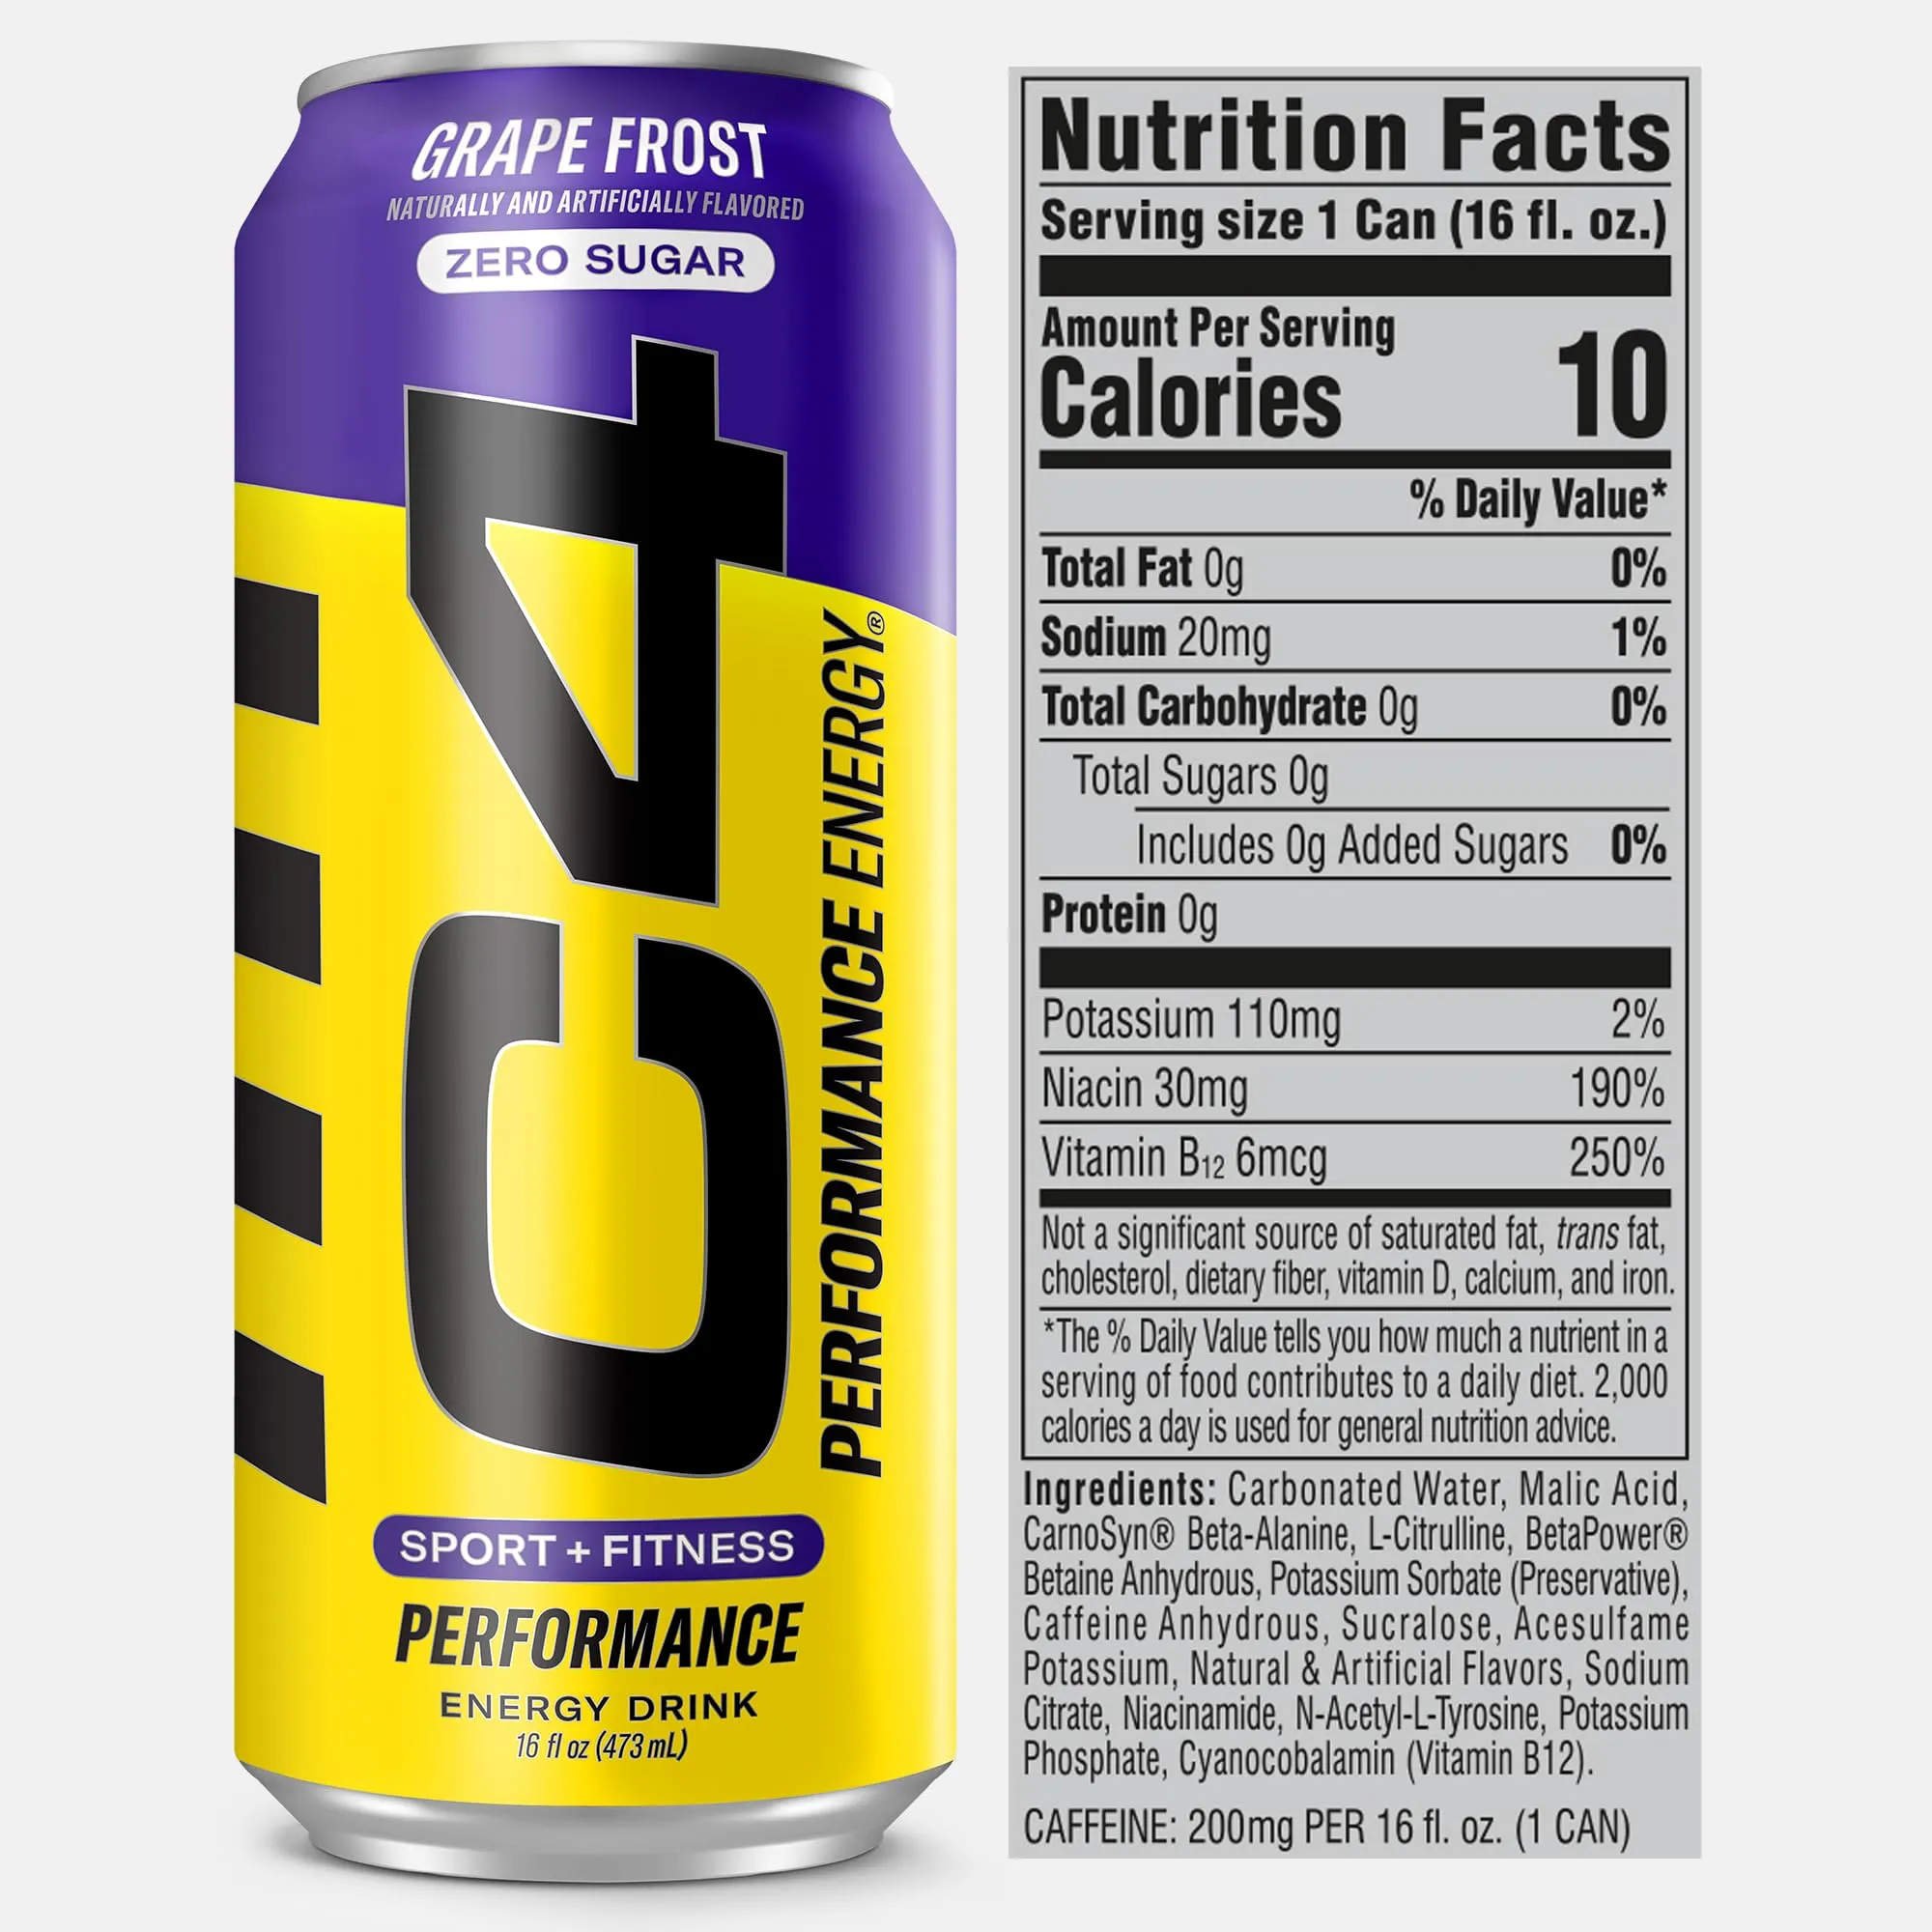 GRAPE FROST
NATURALLY AND ARTIFICIALLY FLAVORED
ZERO SUGAR
C4
PERFORMANCE ENERGY®
SPORT + FITNESS
PERFORMANCE
ENERGY DRINK
16 fl oz (473 mL)
Nutrition Facts
Serving size 1 Can (16 fl. oz.)
Amount Per Serving
Calories 10
% Daily Value*
Total Fat 0g 0%
Sodium 20mg 1%
Total Carbohydrate 0g 0%
Total Sugars 0g
Includes 0g Added Sugars 0%
Protein 0g
Potassium 110mg 2%
Niacin 30mg 190%
Vitamin B12 6mcg 250%
Not a significant source of saturated fat, trans fat,
cholesterol, dietary fiber, vitamin D, calcium, and iron.
*The % Daily Value tells you how much a nutrient in a
serving of food contributes to a daily diet. 2,000
calories a day is used for general nutrition advice.
Ingredients: Carbonated Water, Malic Acid,
CarnoSyn® Beta-Alanine, L-Citrulline, BetaPower®
Betaine Anhydrous, Potassium Sorbate (Preservative),
Caffeine Anhydrous, Sucralose, Acesulfame
Potassium, Natural & Artificial Flavors, Sodium
Citrate, Niacinamide, N-Acetyl-L-Tyrosine, Potassium
Phosphate, Cyanocobalamin (Vitamin B12).
CAFFEINE: 200mg PER 16 fl. oz. (1 CAN)